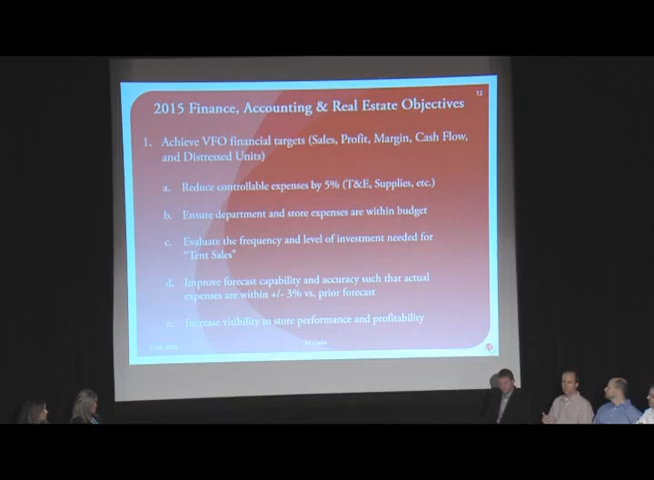 12
2015 Finance, Accounting & Real Estate Objectives
1. Achieve VFO financial targets (Sales, Profit, Margin, Cash Flow,
and Distressed Units)
a. Reduce controllable expenses by 5% (T&E, Supplies, etc.)
b. Ensure department and store expenses are within budget
c. Evaluate the frequency and level of investment needed for
"Tent Sales"
d. Improve forecast capability and accuracy such that actual
expenses are within +/- 3% vs. prior forecast
e. Increase visibility to store performance and profitability